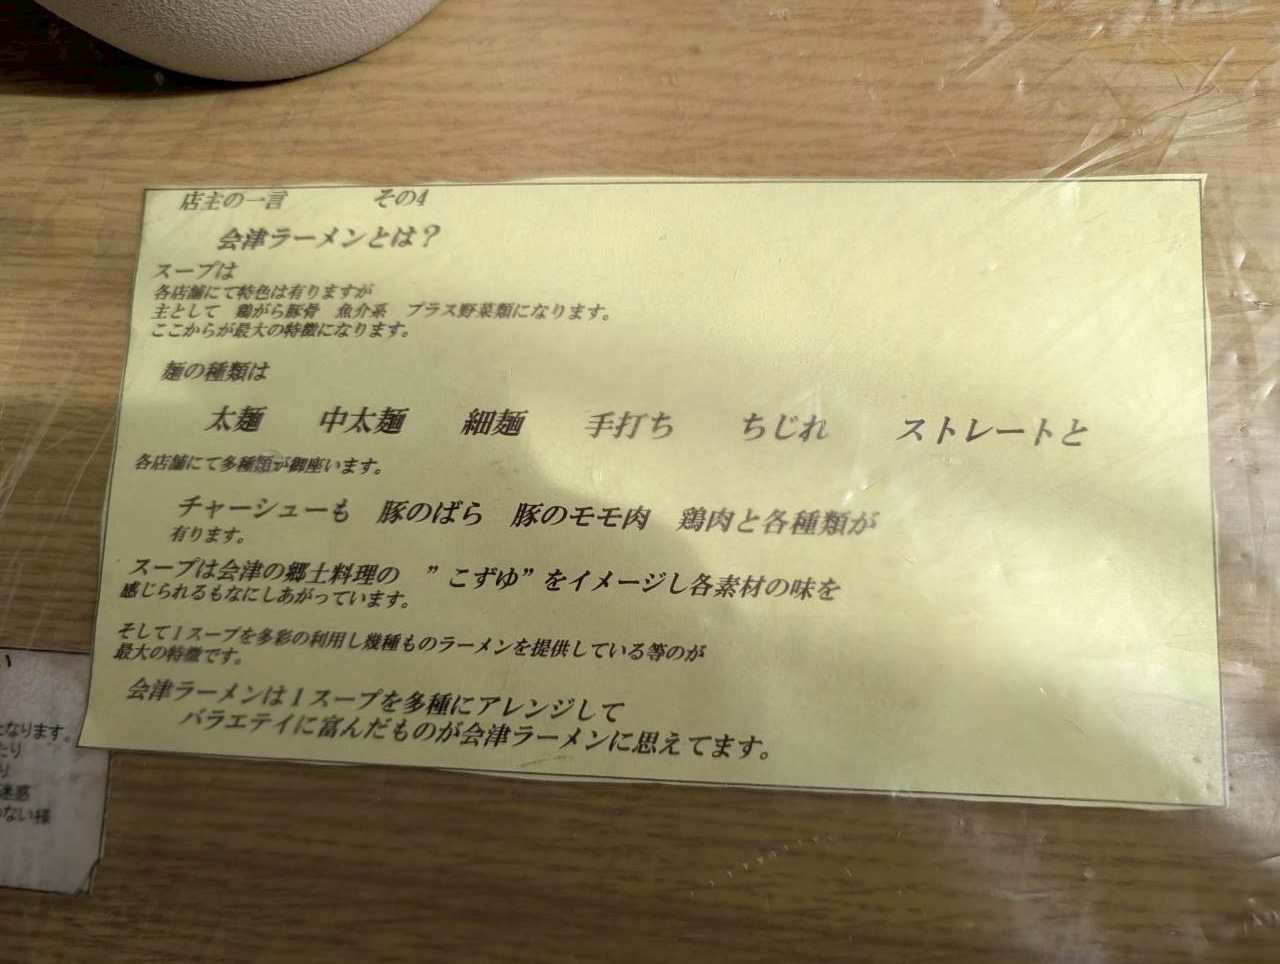 店主の一言　その4
会津ラーメンとは？
スープは
各店舗にて特色は有りますが
主として　鶏がら豚骨　魚介系　プラス野菜類になります。
ここからが最大の特徴になります。
麺の種類は
太麺　中太麺　細麺　手打ち　ちじれ　ストレートと
各店舗にて多種類が御座います。
チャーシューも　豚のばら　豚のモモ肉　鶏肉と各種類が
有ります。
スープは会津の郷土料理の　”こずゆ”をイメージし各素材の味を
感じられるもなにしあがっています。
そして１スープを多彩の利用し幾種ものラーメンを提供している等のが
最大の特徴です。
会津ラーメンは１スープを多種にアレンジして
バラエテイに富んだものが会津ラーメンに思えてます。
なります。
たり
り
迷惑
ない様